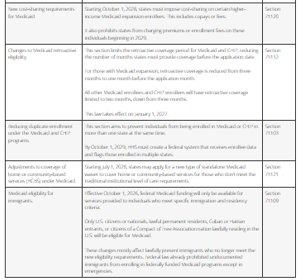 New cost-sharing requirements
for Medicaid.
Starting October 1, 2028, states must impose cost-sharing on certain higher-
income Medicaid expansion enrollees. This includes copays or fees.
It also prohibits states from charging premiums or enrollment fees on these
individuals beginning 2029.
Section
71120
Changes to Medicaid retroactive
eligibility.
This section limits the retroactive coverage period for Medicaid and CHIP, reducing
the number of months states must provide coverage before the application date.
For those with Medicaid expansion, retroactive coverage is reduced from three
months to one month before the application month.
All other Medicaid enrollees and CHIP enrollees will have retroactive coverage
limited to two months, down from three months.
This law takes effect on January 1, 2027.
Section
71112
Reducing duplicate enrollment
under the Medicaid and CHIP
programs.
This section aims to prevent individuals from being enrolled in Medicaid or CHIP in
more than one state at the same time.
By October 1, 2029, HHS must create a federal system that receives enrollee data
and flags those enrolled in multiple states.
Section
71103
Adjustments to coverage of
home or community-based
services (HCBS) under Medicaid.
Starting July 1, 2028, states may apply for a new type of standalone Medicaid
waiver to cover home or community-based services for those who don't meet the
traditional institutional level of care requirements.
Section
71121
Medicaid eligibility for
immigrants.
Effective October 1, 2026, federal Medicaid funding will only be available for
services provided to individuals who meet specific immigration and residency
criteria.
Only U.S. citizens or nationals, lawful permanent residents, Cuban or Haitian
entrants, or citizens of a Compact of Free Association nation lawfully residing in the
U.S. will be eligible for Medicaid.
These changes mostly affect lawfully present immigrants who no longer meet the
new eligibility requirements. Federal law already prohibited undocumented
immigrants from enrolling in federally funded Medicaid programs except in
emergencies.
Section
71109